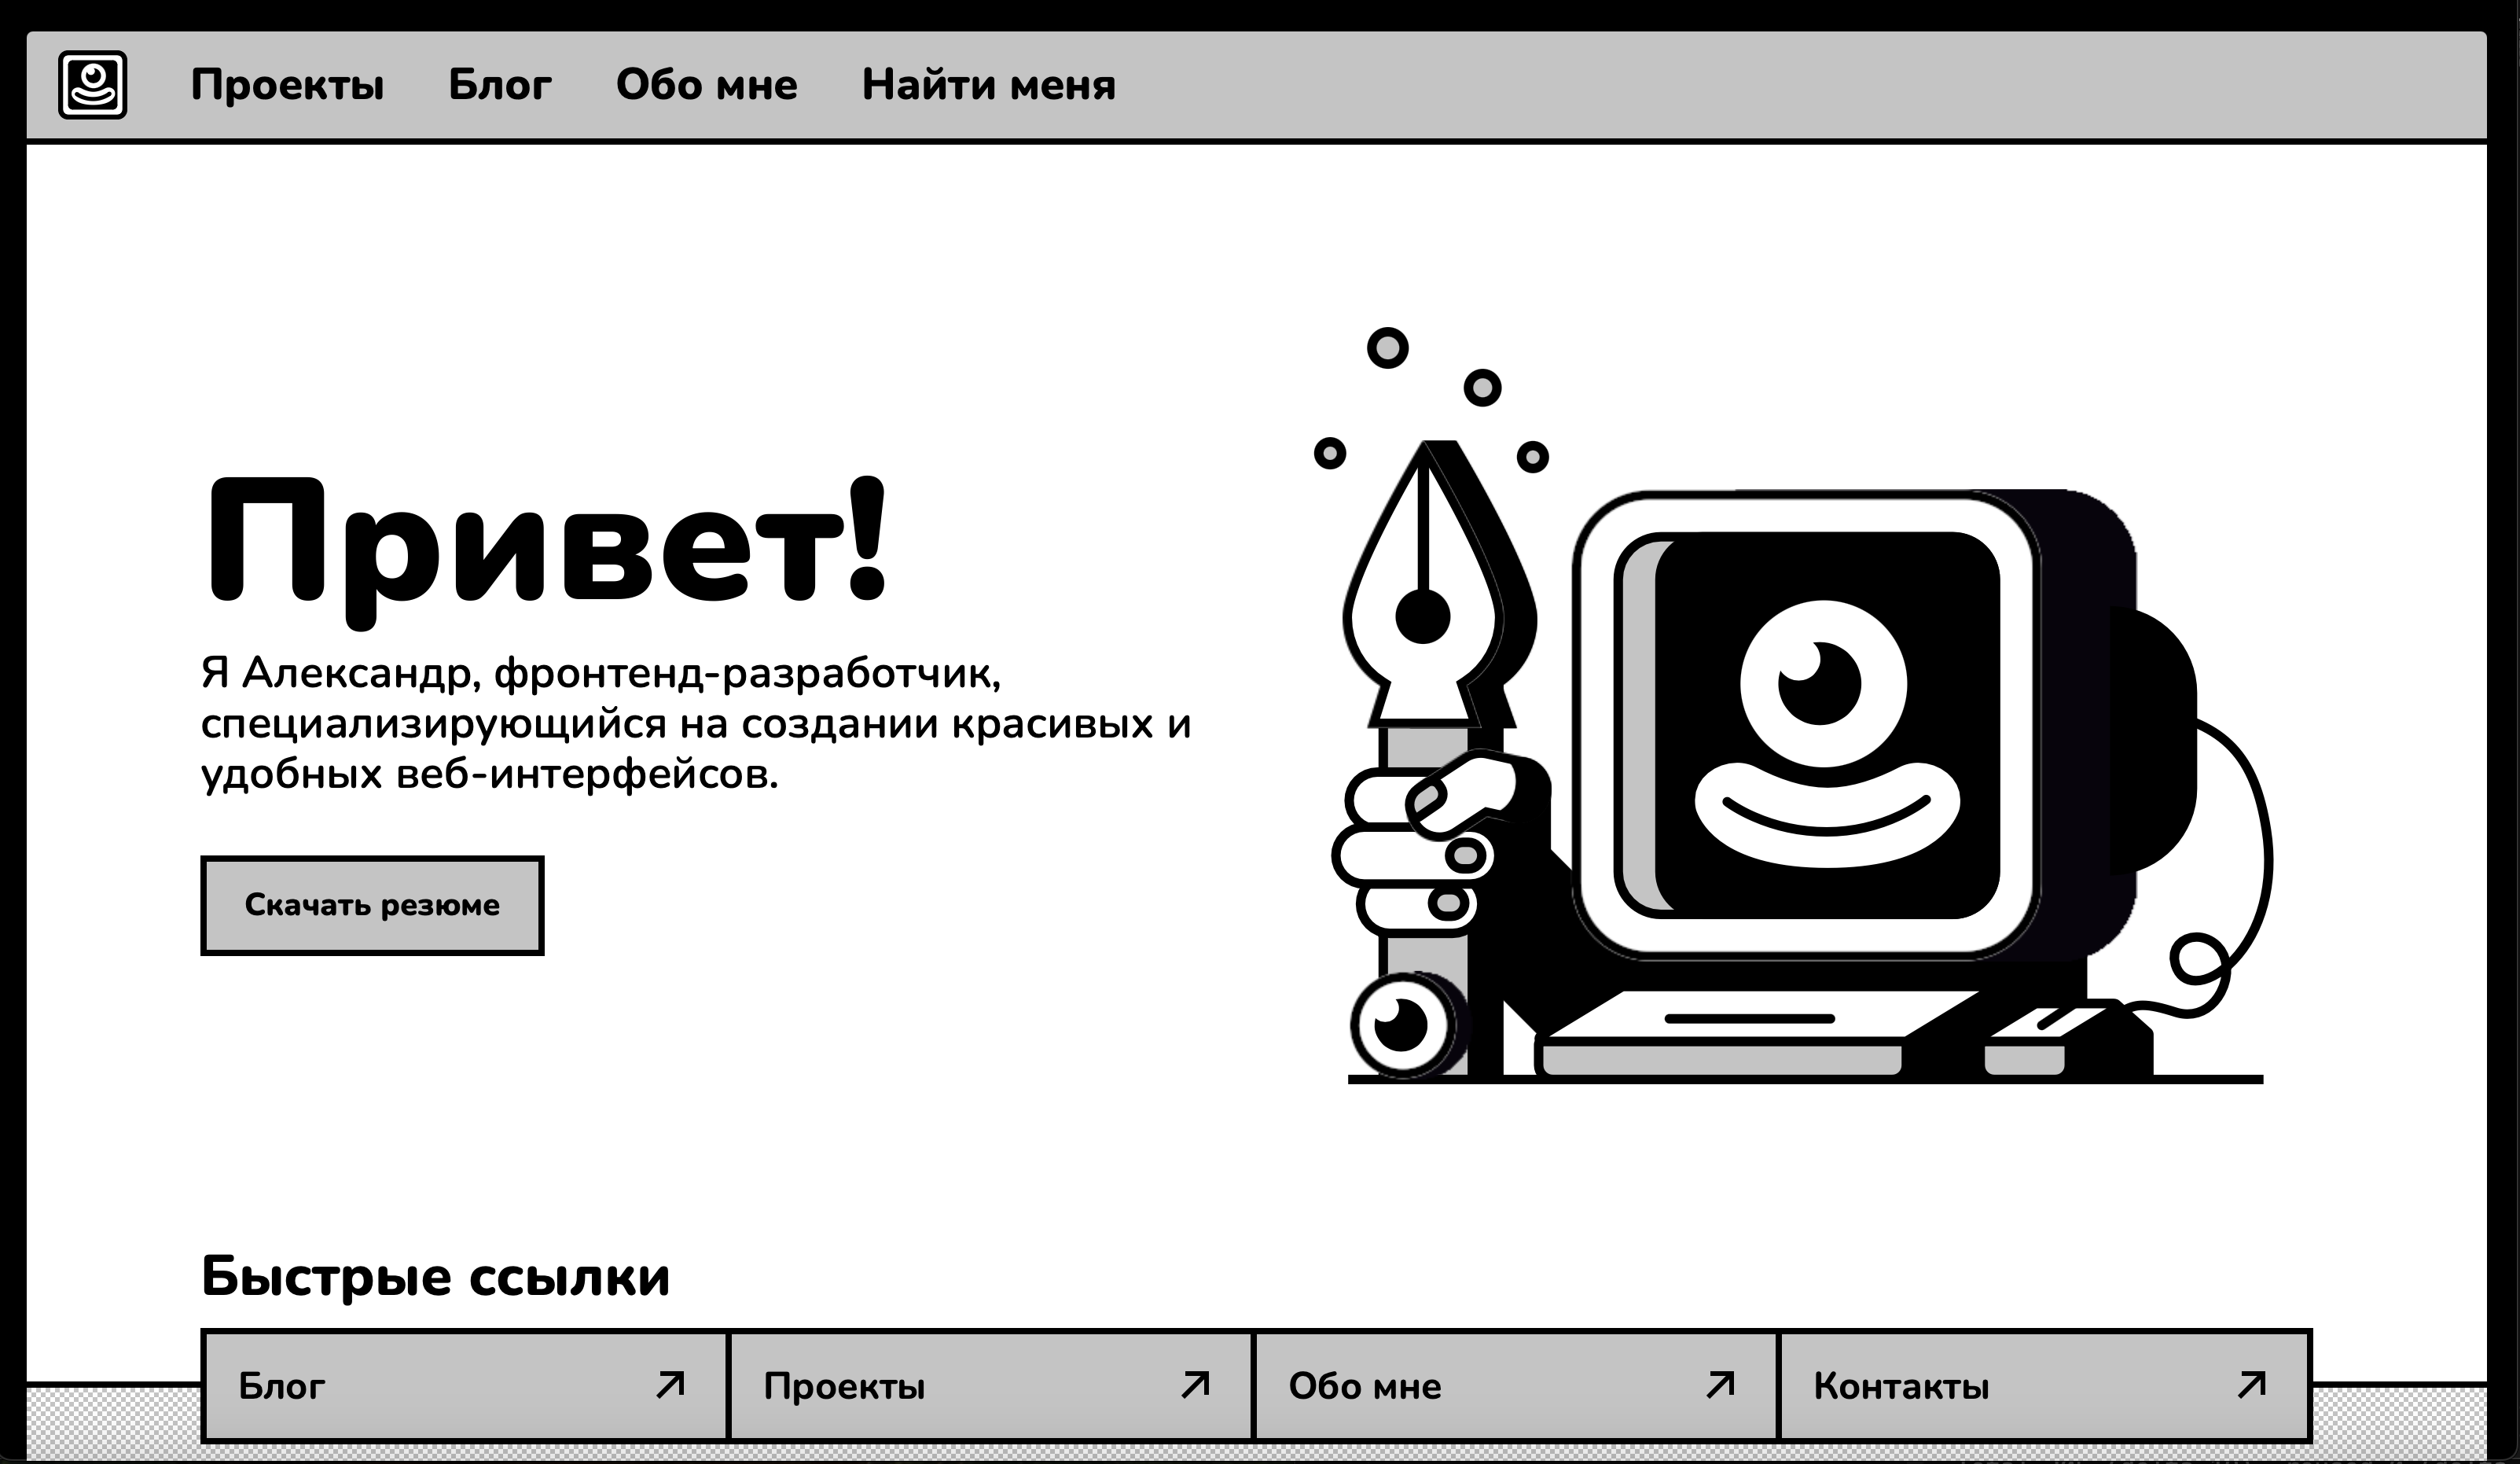 Проекты
Блог
Обо мне
Найти меня
Привет!
Я Александр, фронтенд-разработчик,
специализирующийся на создании красивых и
удобных веб-интерфейсов.
Скачать резюме
Быстрые ссылки
Блог
Проекты
Обо мне
Контакты